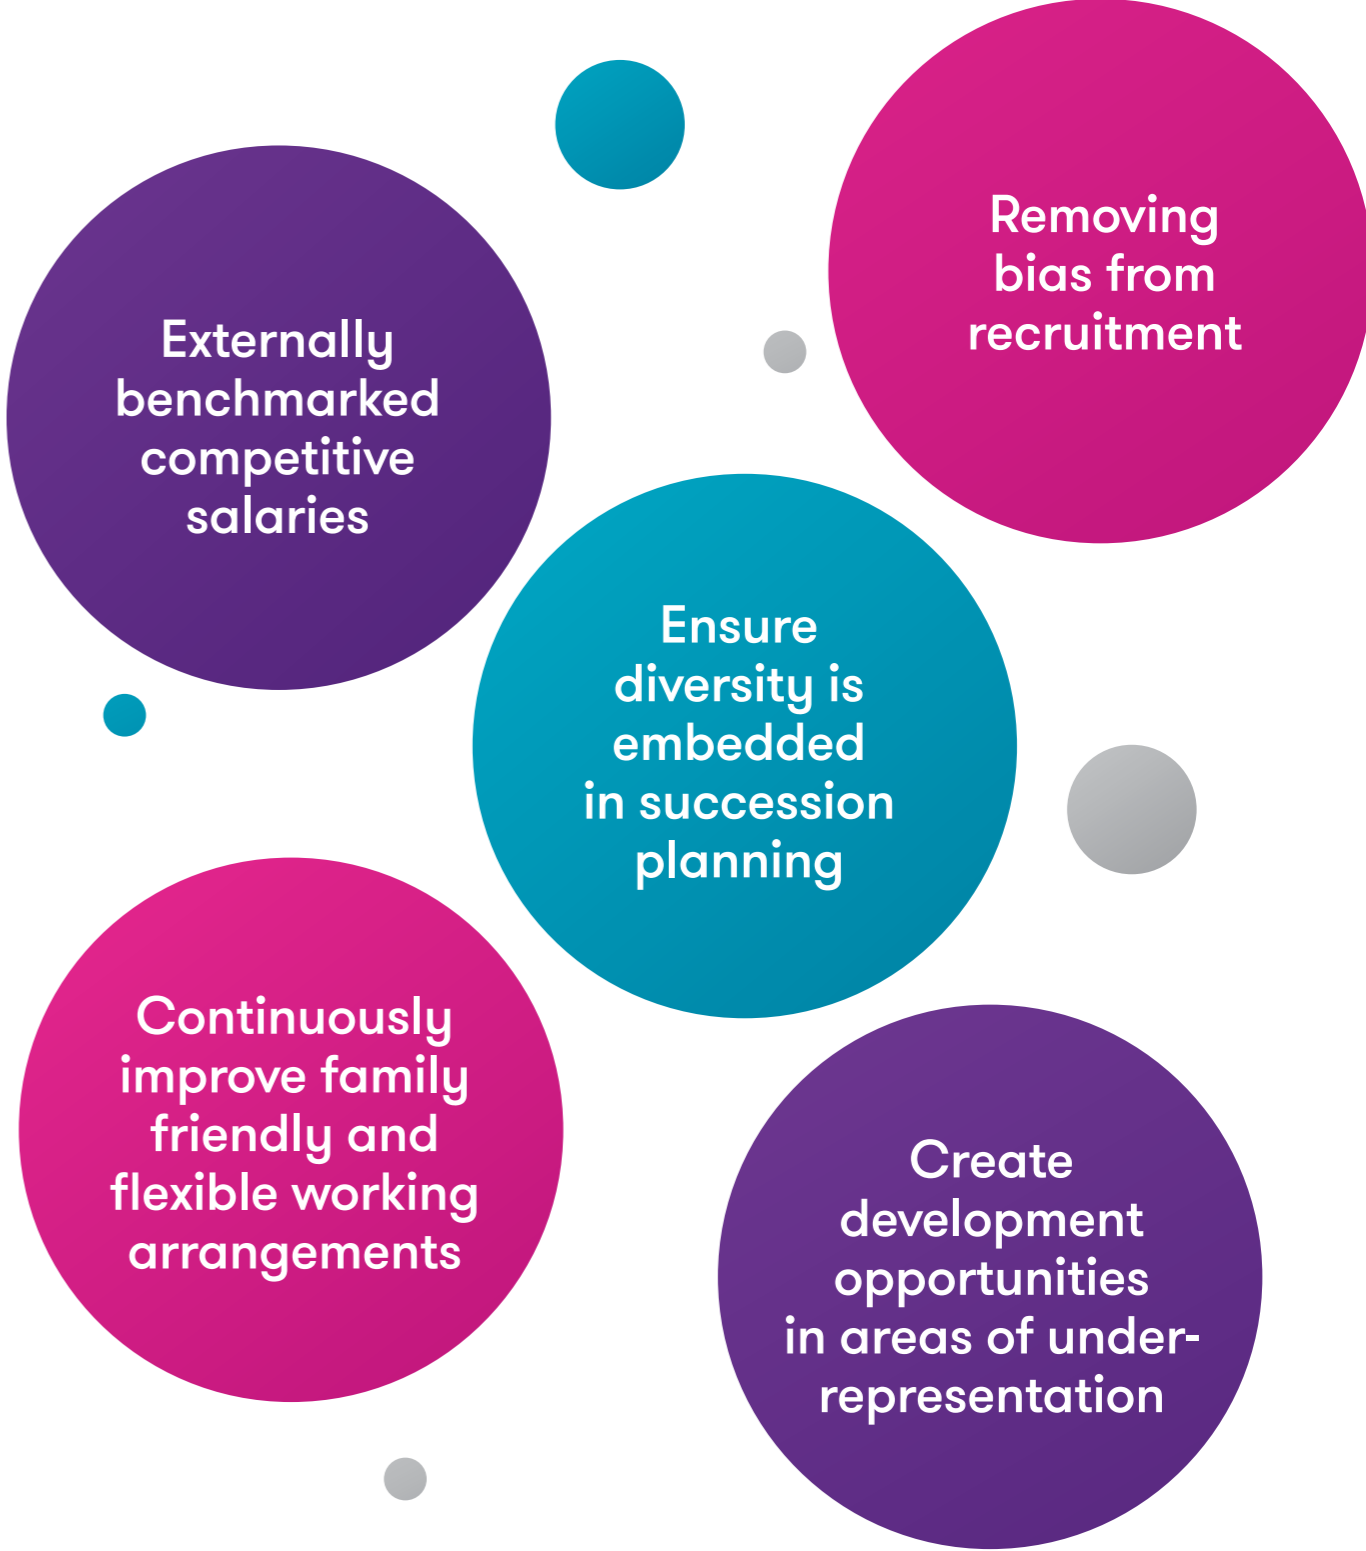 Removing
bias from
recruitment
Externally
benchmarked
competitive
salaries
Ensure
diversity is
embedded
in succession
planning
Continuously
improve family
friendly and
flexible working
arrangements
Create
development
opportunities
in areas of under-
representation